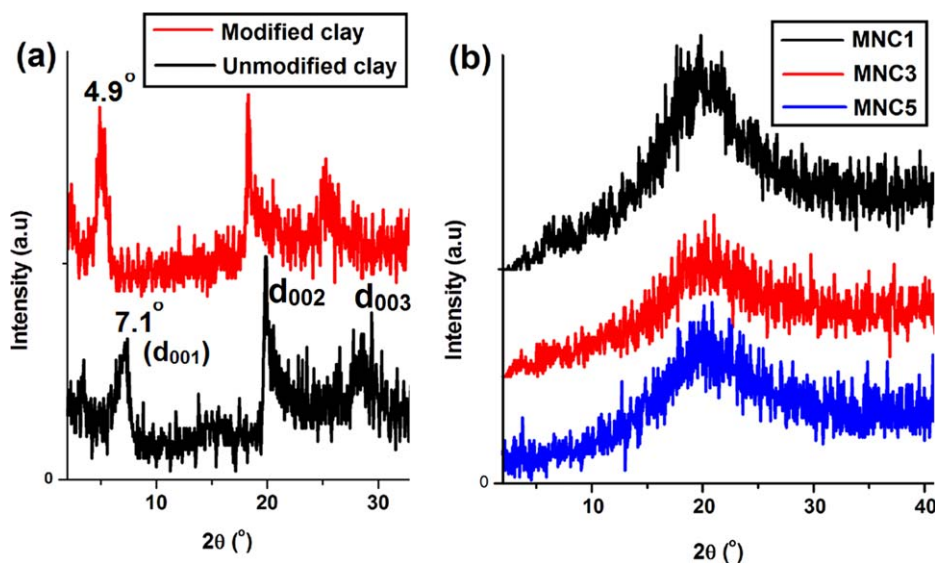 (a)
Modified clay
Unmodified clay
4.9°
7.1°
(d001)
d002
d003
Intensity (a.u)
0
10
20
30
2θ (°)
(b)
MNC1
MNC3
MNC5
Intensity (a.u)
0
10
20
30
40
2θ (°)